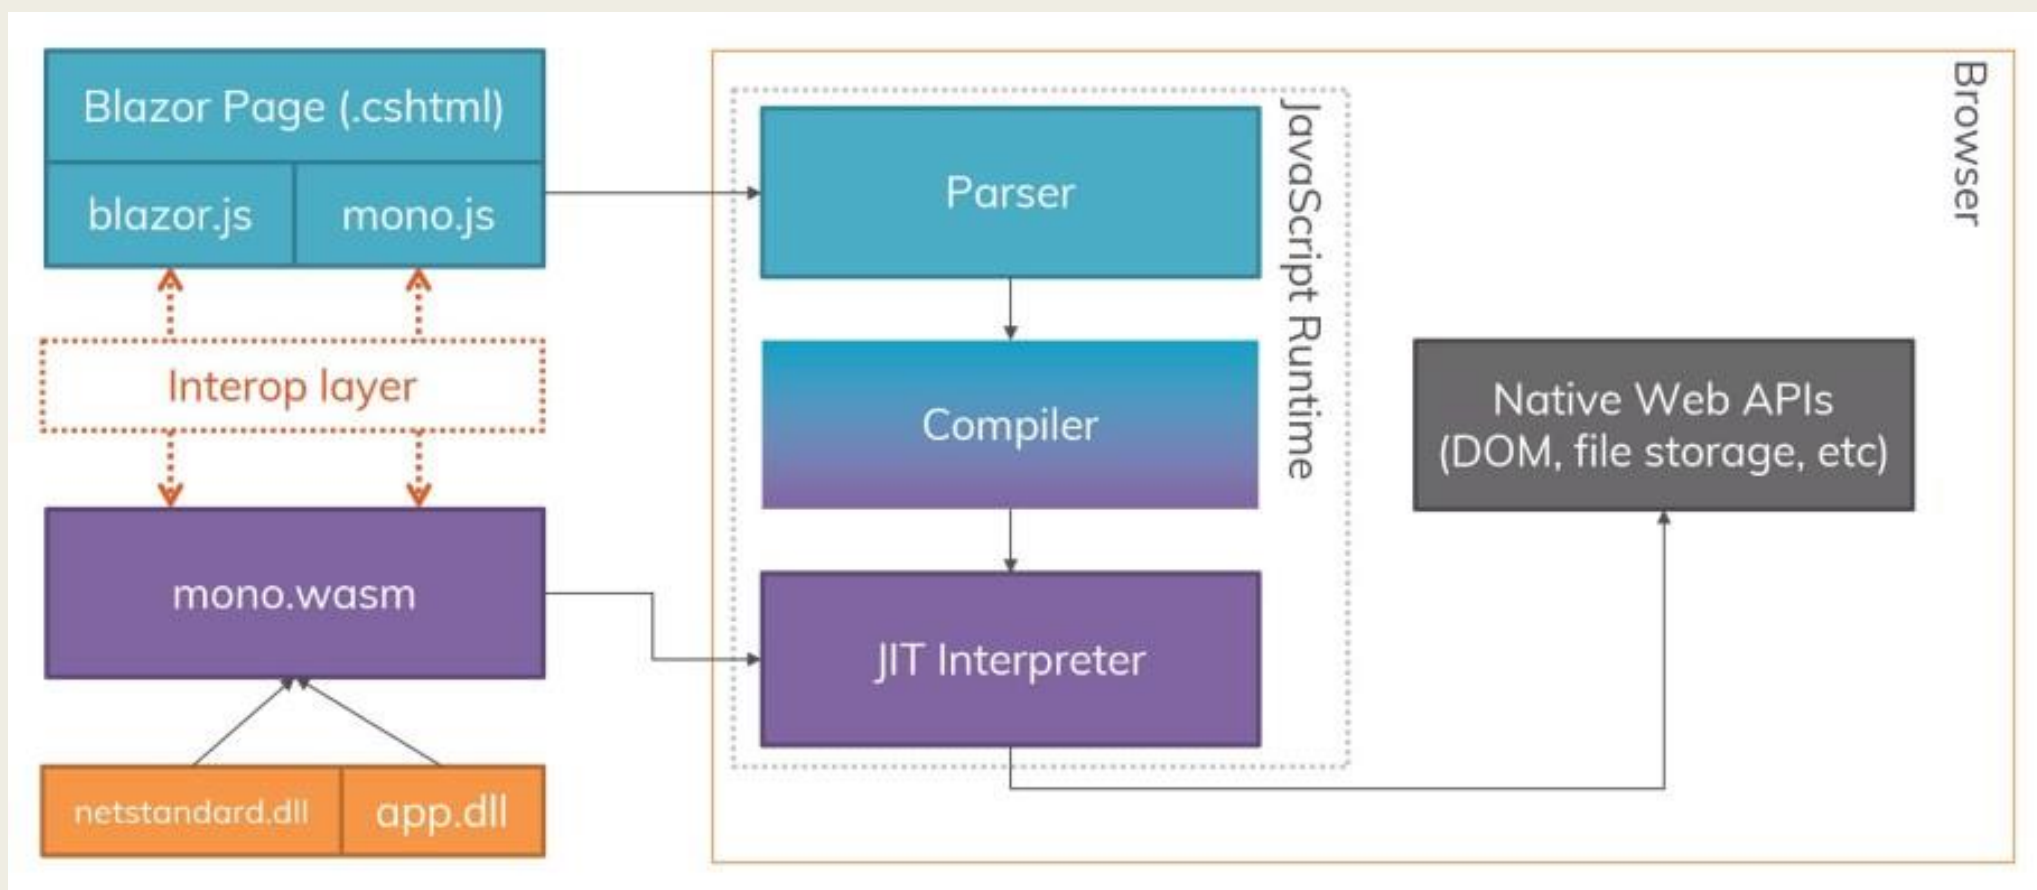 Blazor Page (.cshtml)
blazor.js
mono.js
Interop layer
mono.wasm
netstandard.dll
app.dll
Parser
Compiler
JIT Interpreter
JavaScript Runtime
Native Web APIs
(DOM, file storage, etc)
Browser